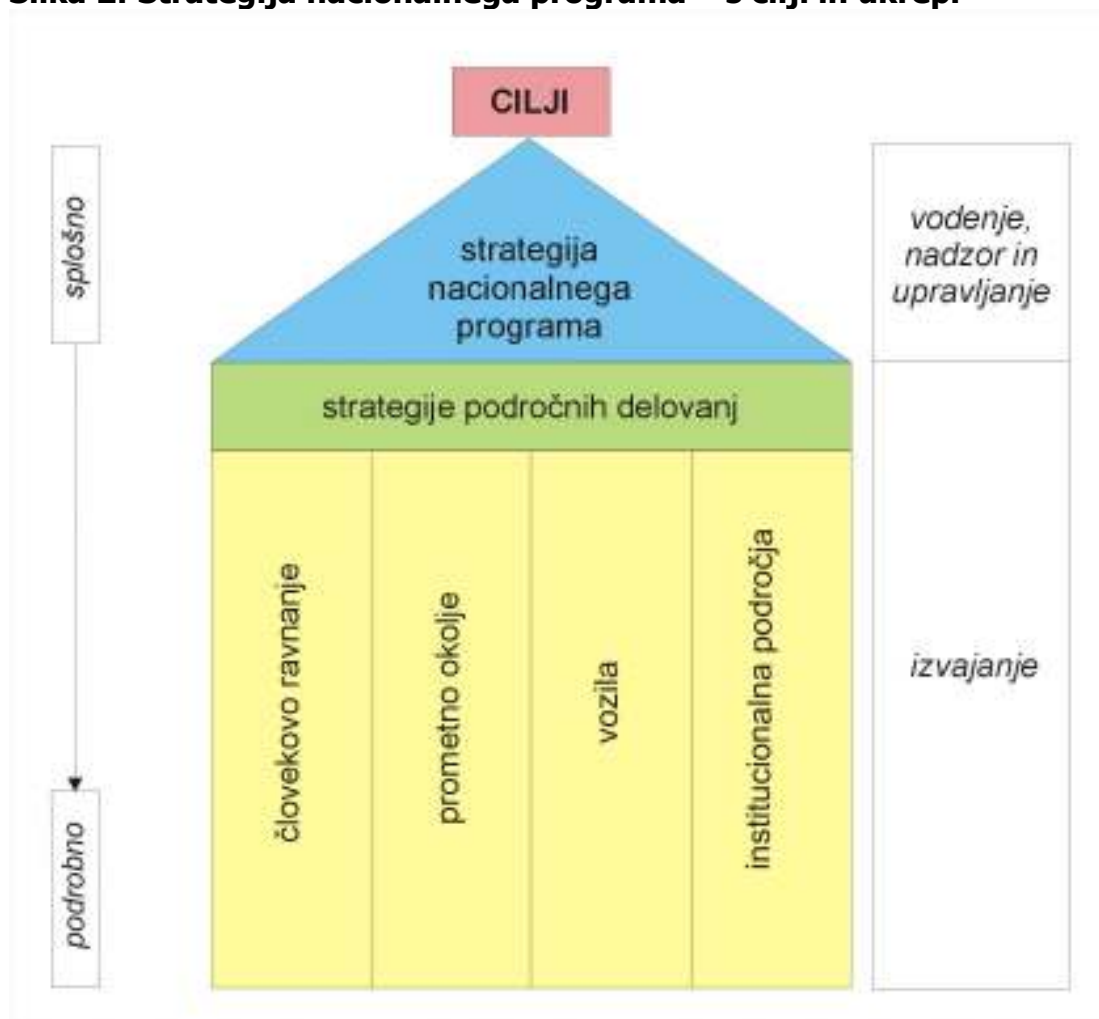 CILJI
splošno
strategija
nacionalnega
programa
vodenje,
nadzor in
upravljanje
strategije področnih delovanj
človekovo ravnanje
prometno okolje
vozila
institucionalna področja
izvajanje
podrobno